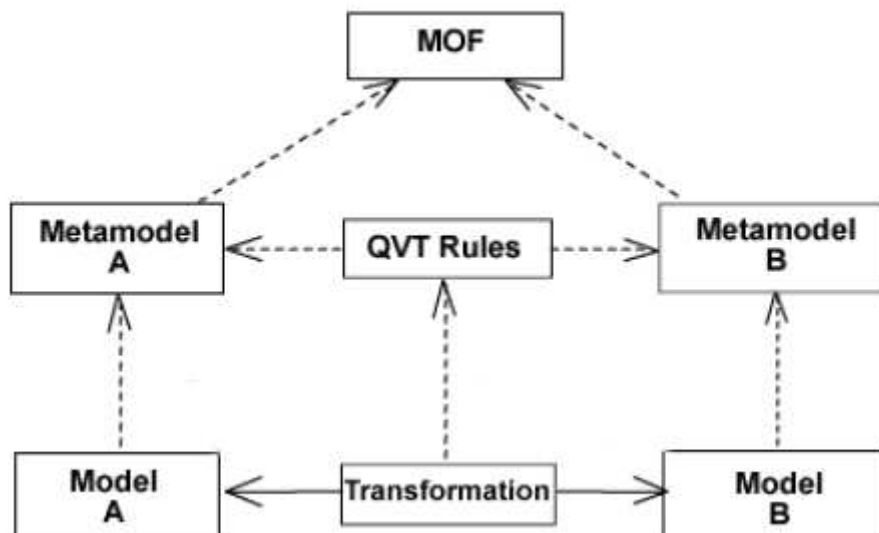 MOF
Metamodel
A
QVT Rules
Metamodel
B
Model
A
Transformation
Model
B